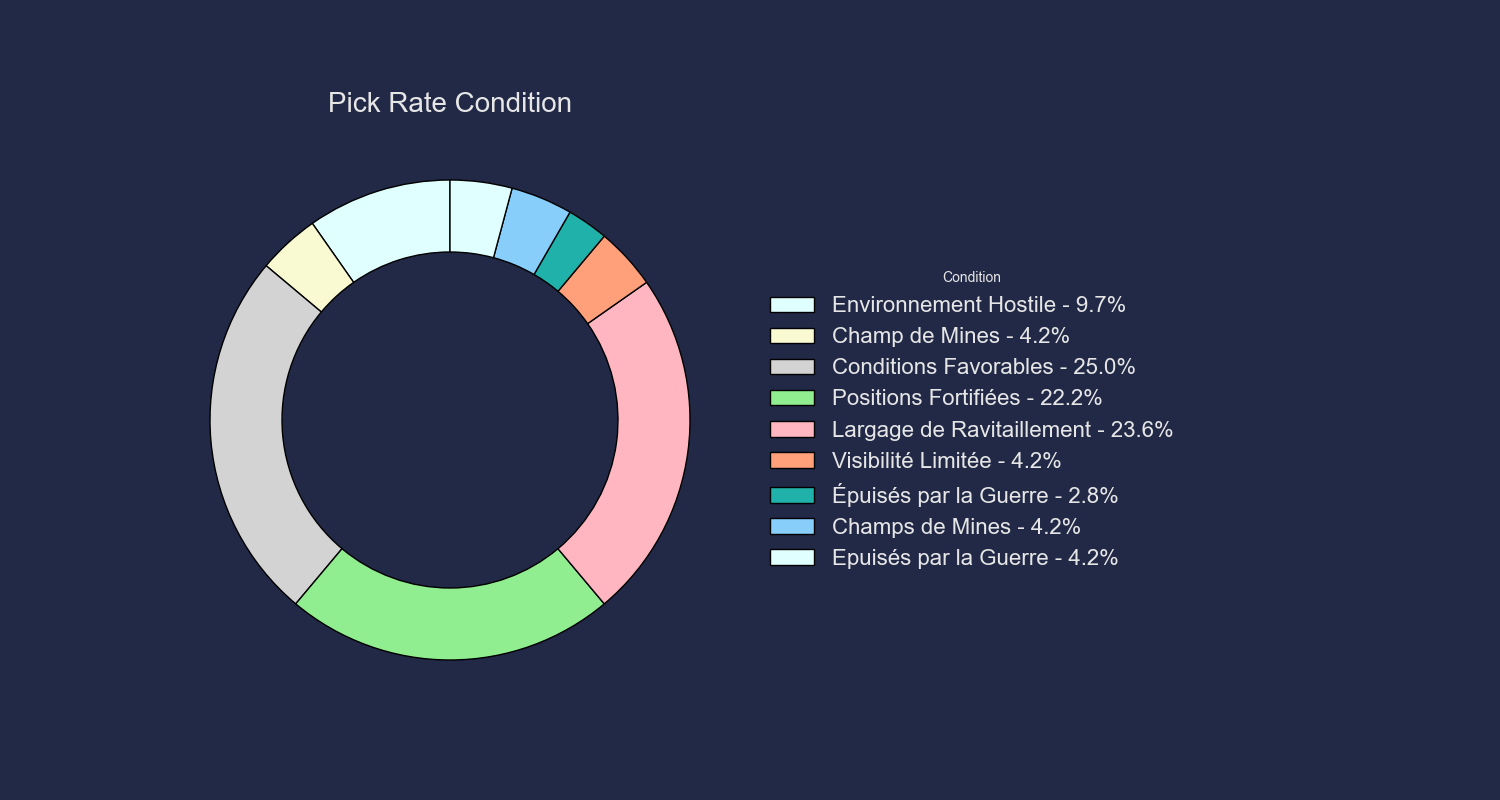 Pick Rate Condition
Condition
Environnement Hostile - 9.7%
Champ de Mines - 4.2%
Conditions Favorables - 25.0%
Positions Fortifiées - 22.2%
Largage de Ravitaillement - 23.6%
Visibilité Limitée - 4.2%
Épuisés par la Guerre - 2.8%
Champs de Mines - 4.2%
Epuisés par la Guerre - 4.2%